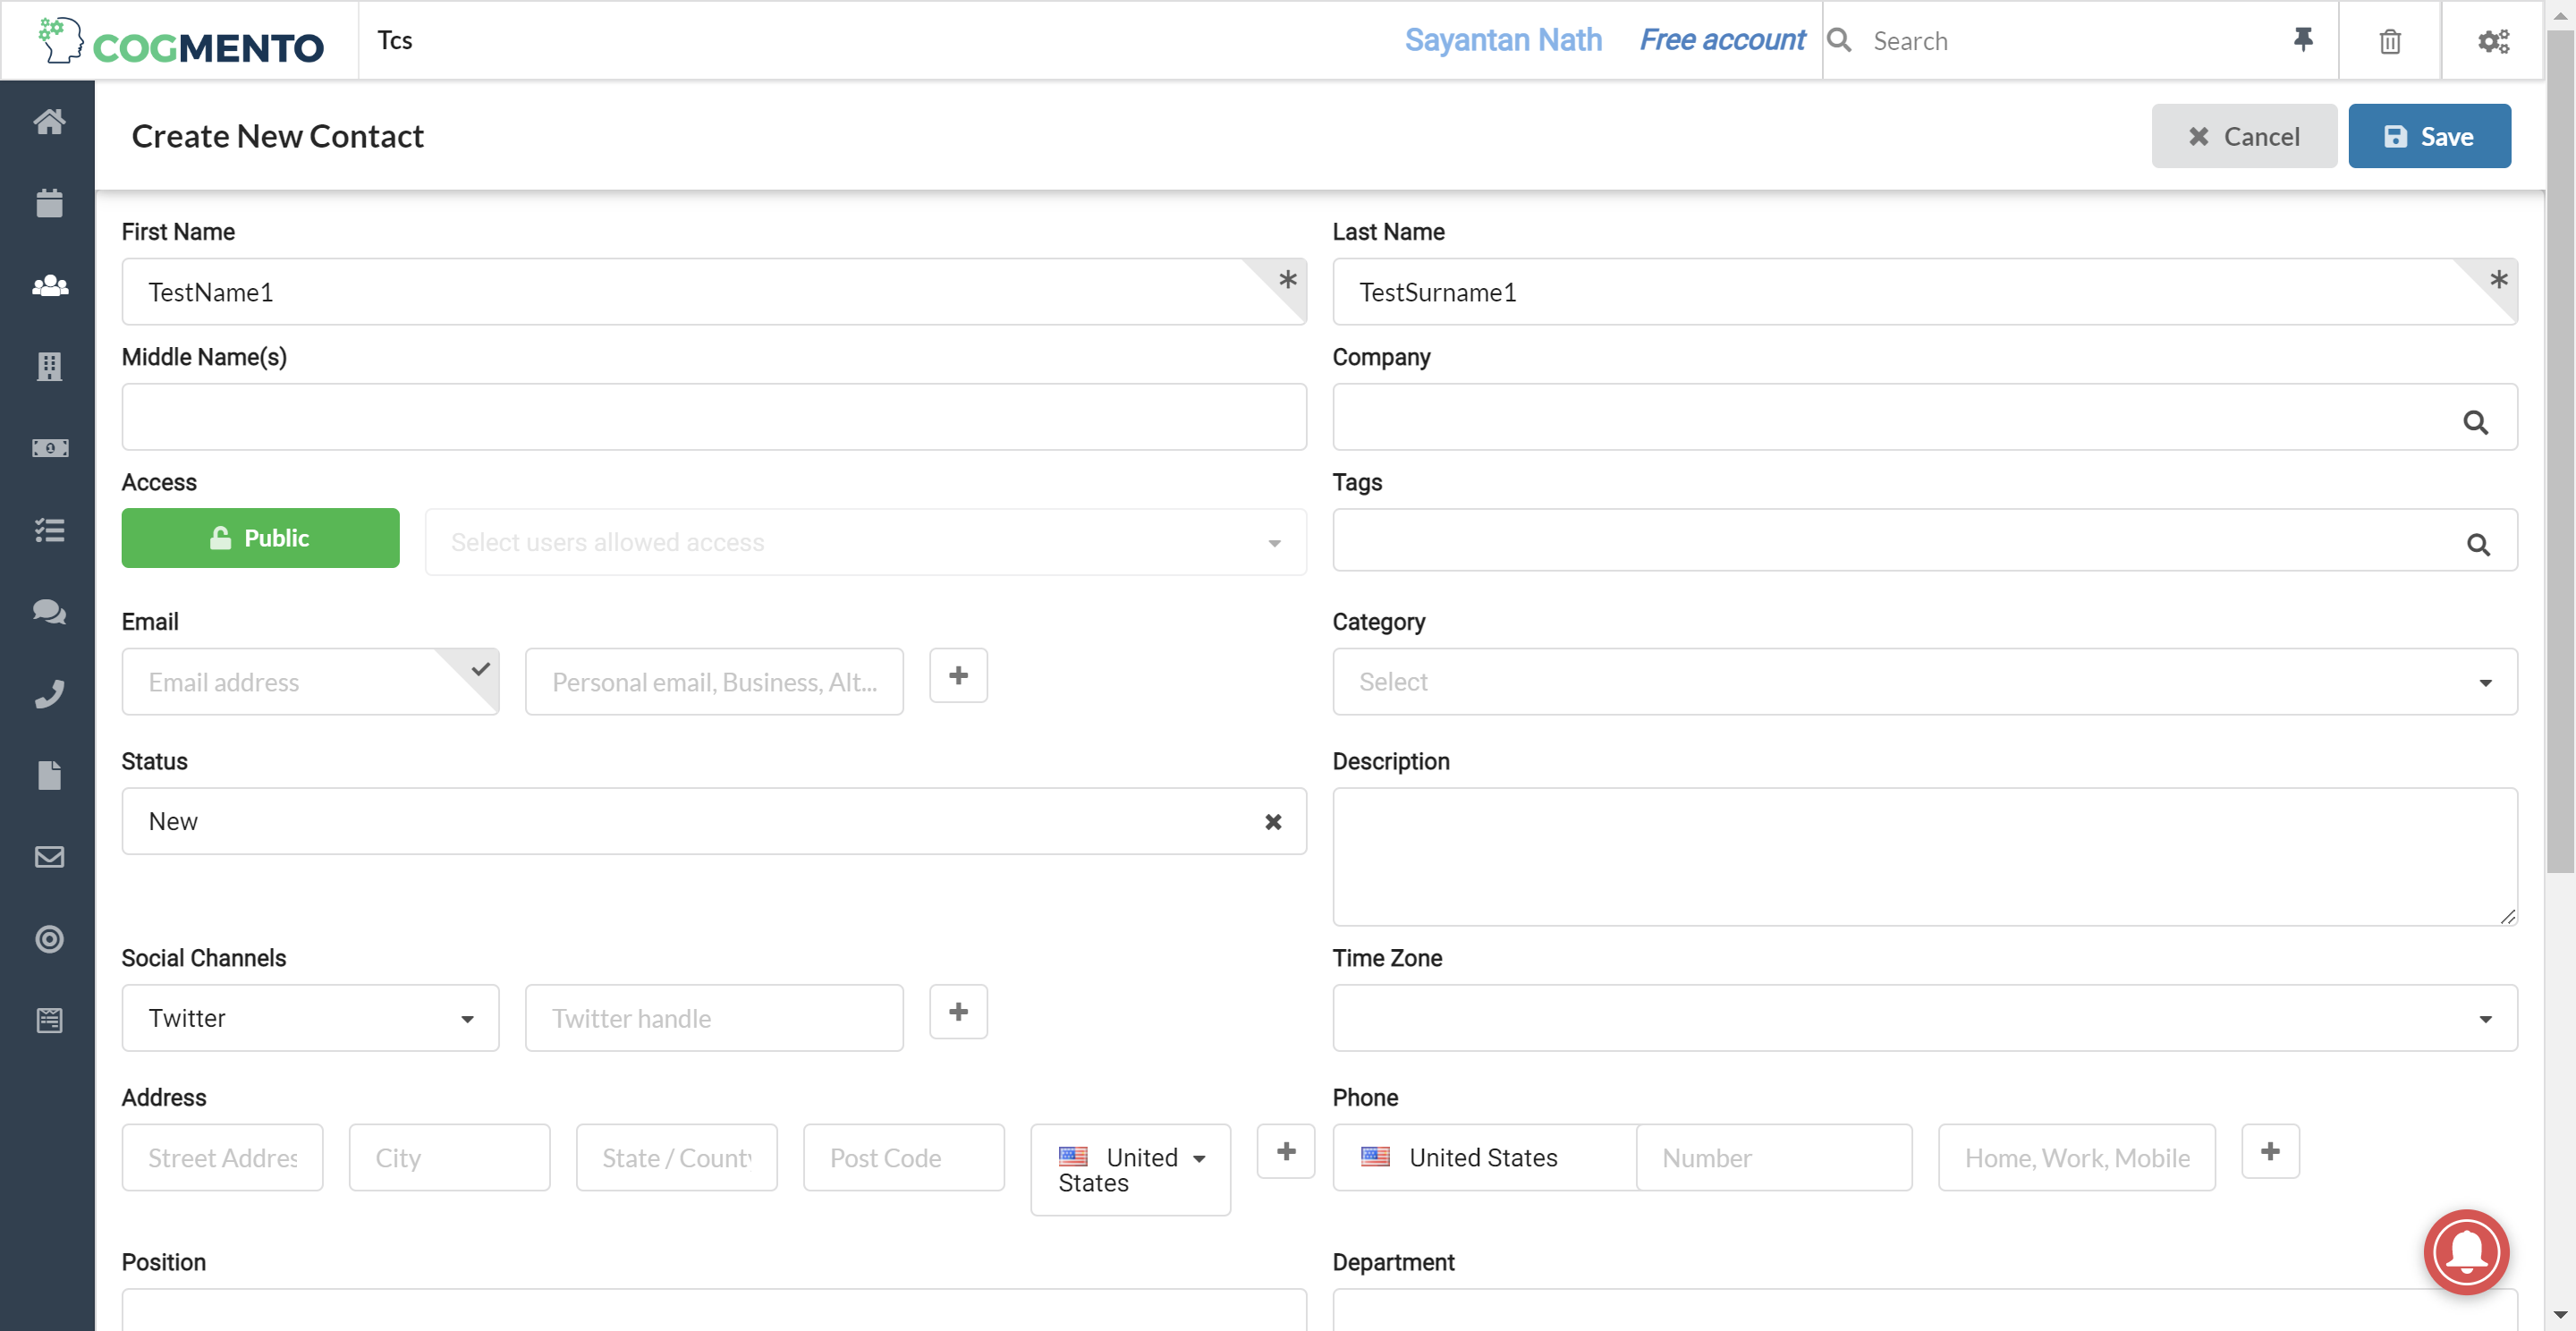 COGMENTO
Tcs
Sayantan Nath
Free account
Search
Create New Contact
Cancel
Save
First Name
Last Name
TestName1
TestSurname1
Middle Name(s)
Company
Access
Tags
Public
Select users allowed access
Email
Category
Email address
Personal email, Business, Alt...
Select
Status
Description
New
Social Channels
Time Zone
Twitter
Twitter handle
Address
Phone
Street Addres
City
State / County
Post Code
United
States
United States
Number
Home, Work, Mobile
Position
Department